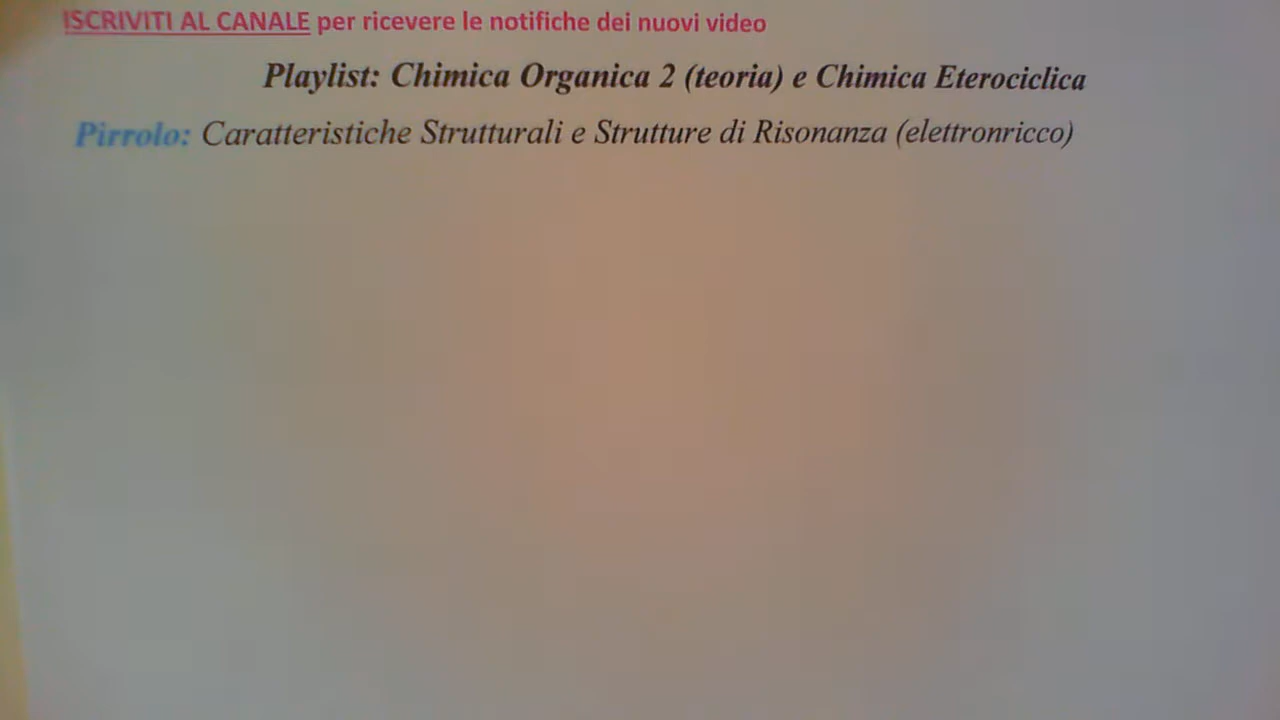 ISCRIVITI AL CANALE per ricevere le notifiche dei nuovi video
Playlist: Chimica Organica 2 (teoria) e Chimica Eterociclica
Pirrolo: Caratteristiche Strutturali e Strutture di Risonanza (elettronricco)